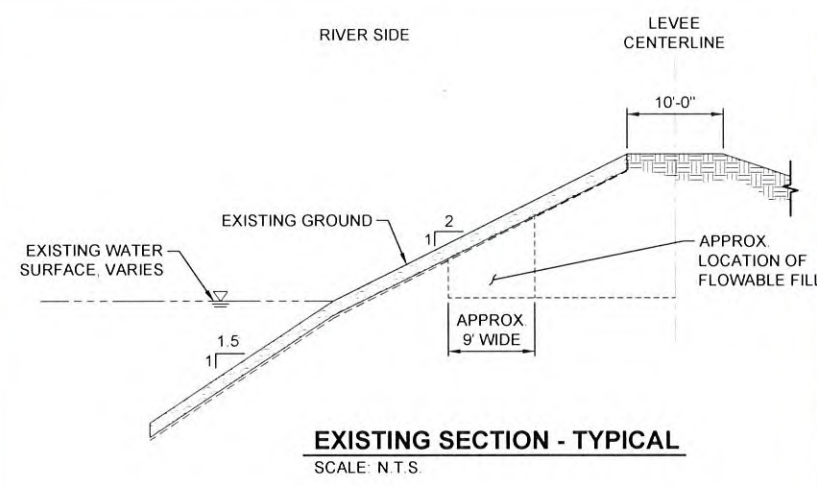 RIVER SIDE
LEVEE
CENTERLINE
10'-0"
EXISTING GROUND
2
1
EXISTING WATER
SURFACE, VARIES
APPROX.
LOCATION OF
FLOWABLE FILL
1.5
1
APPROX.
9' WIDE
EXISTING SECTION - TYPICAL
SCALE: N.T.S.